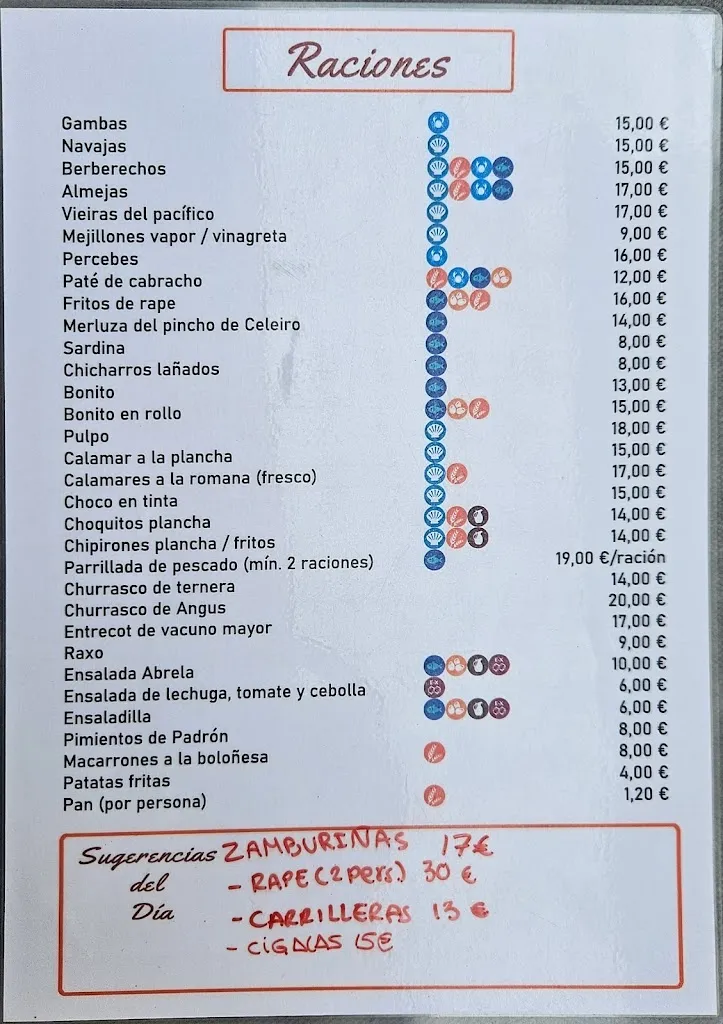 Raciones
Gambas 15,00 €
Navajas 15,00 €
Berberechos 15,00 €
Almejas 17,00 €
Vieiras del pacífico 17,00 €
Mejillones vapor / vinagreta 9,00 €
Percebes 16,00 €
Paté de cabracho 12,00 €
Fritos de rape 16,00 €
Merluza del pincho de Celeiro 14,00 €
Sardina 8,00 €
Chicharros lañados 8,00 €
Bonito 13,00 €
Bonito en rollo 15,00 €
Pulpo 18,00 €
Calamar a la plancha 15,00 €
Calamares a la romana (fresco) 17,00 €
Choco en tinta 15,00 €
Choquitos plancha 14,00 €
Chipirones plancha / fritos 14,00 €
Parrillada de pescado (mín. 2 raciones) 19,00 €/ración
Churrasco de ternera 14,00 €
Churrasco de Angus 20,00 €
Entrecot de vacuno mayor 17,00 €
Raxo 9,00 €
Ensalada Abrela 10,00 €
Ensalada de lechuga, tomate y cebolla 6,00 €
Ensaladilla 6,00 €
Pimientos de Padrón 8,00 €
Macarrones a la boloñesa 8,00 €
Patatas fritas 4,00 €
Pan (por persona) 1,20 €
Sugerencias ZAMBURIÑAS 17€
del - RAPE (2 pers.) 30 €
Día - CARRILLERAS 13 €
- CIGALAS 15€